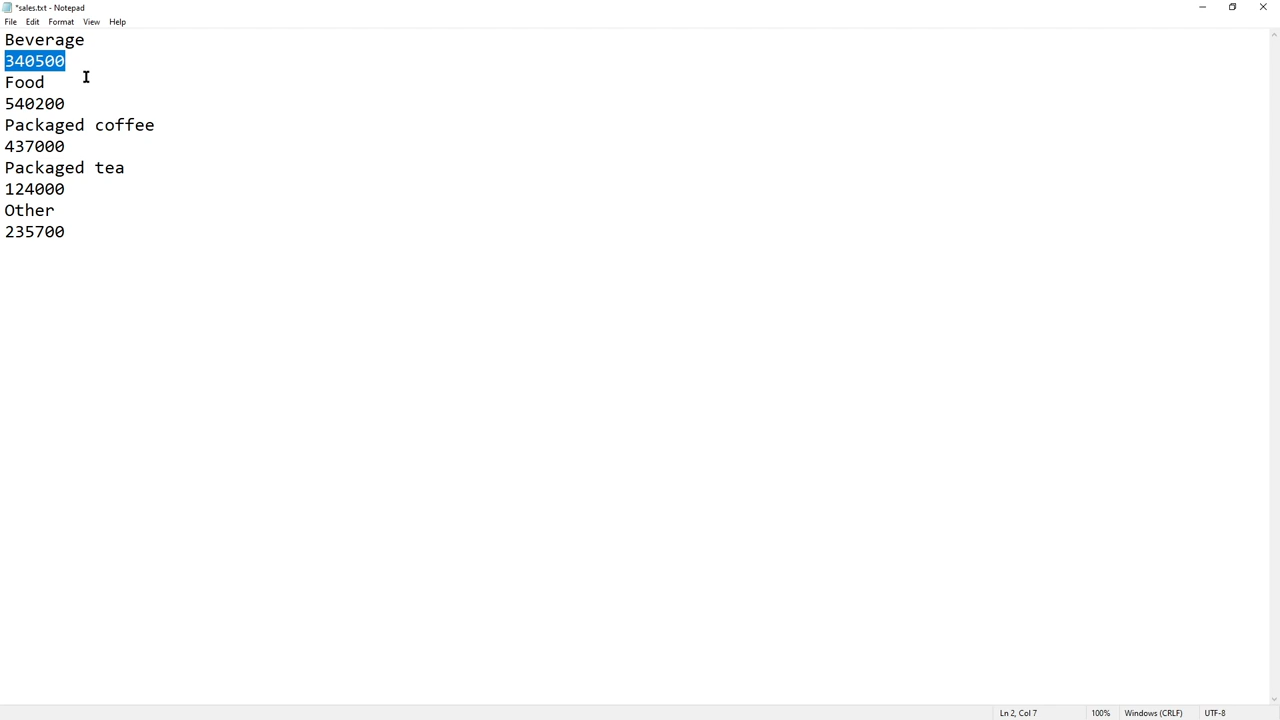 *sales.txt - Notepad
File Edit Format View Help
Beverage
340500
Food
540200
Packaged coffee
437000
Packaged tea
124000
Other
235700
Ln 2, Col 7 100% Windows (CRLF) UTF-8